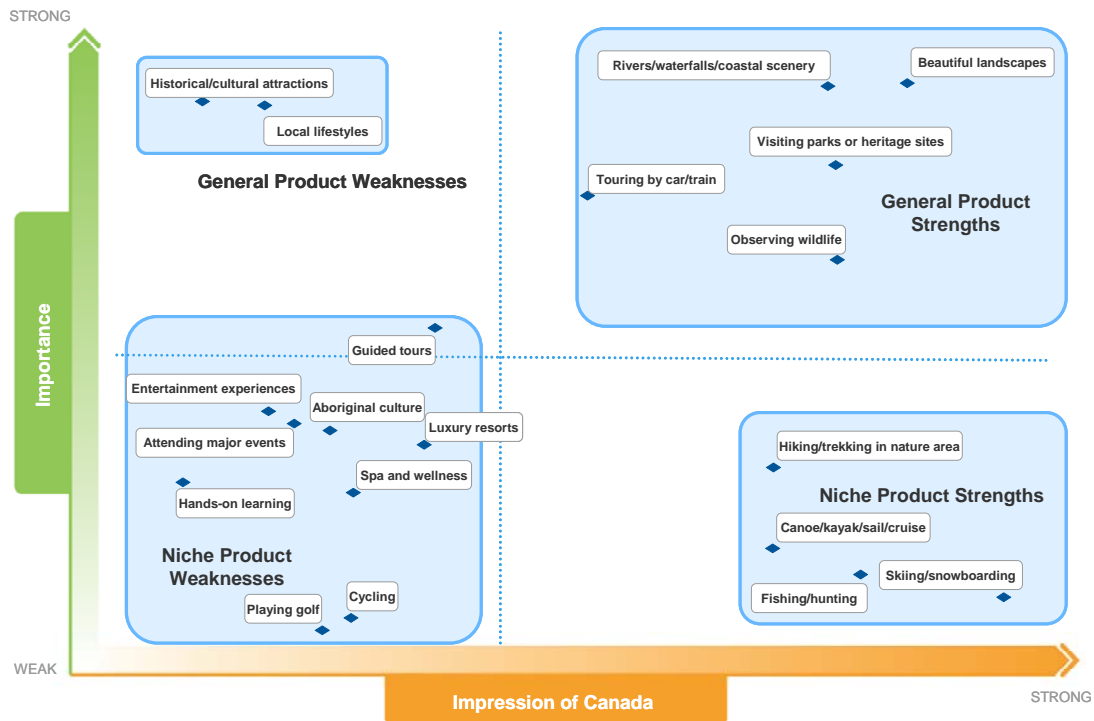 STRONG
Historical/cultural attractions
Local lifestyles
General Product Weaknesses
Rivers/waterfalls/coastal scenery
Beautiful landscapes
Visiting parks or heritage sites
Touring by car/train
General Product
Strengths
Observing wildlife
Importance
Guided tours
Entertainment experiences
Aboriginal culture
Luxury resorts
Attending major events
Spa and wellness
Hands-on learning
Niche Product
Weaknesses
Cycling
Playing golf
Hiking/trekking in nature area
Niche Product Strengths
Canoe/kayak/sail/cruise
Skiing/snowboarding
Fishing/hunting
WEAK
Impression of Canada
STRONG